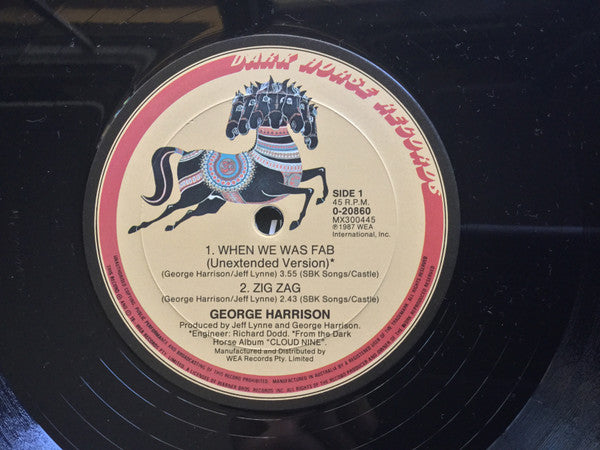 DARK HORSE RECORDS
SIDE 1
45 R.P.M.
0-20860
MX300445
℗1987 WEA
International, Inc.
1. WHEN WE WAS FAB
(Unextended Version)*
(George Harrison/Jeff Lynne) 3.55 (SBK Songs/Castle)
2. ZIG ZAG
(George Harrison/Jeff Lynne) 2.43 (SBK Songs/Castle)
GEORGE HARRISON
Produced by Jeff Lynne and George Harrison.
*Engineer: Richard Dodd. *From the Dark
Horse Album "CLOUD NINE".
Manufactured and Distributed by
WEA Records Pty. Limited